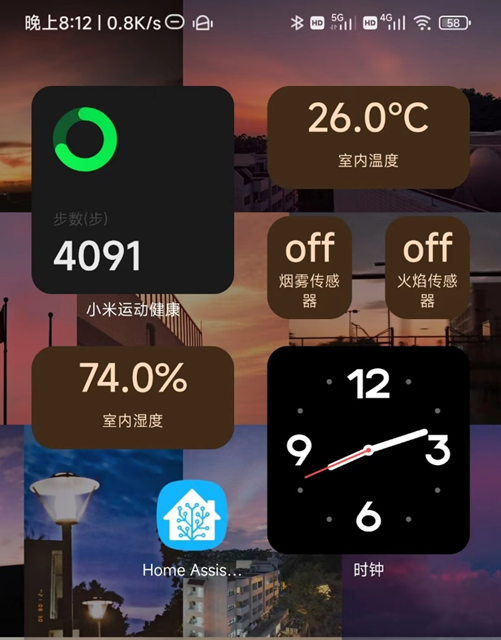 晚上8:12 | 0.8K/s
HD 5G HD 4G 58
26.0°C
室内温度
步数(步)
4091
小米运动健康
off
烟雾传感
器
off
火焰传感
器
74.0%
室内湿度
12
9
3
6
Home Assis...
时钟